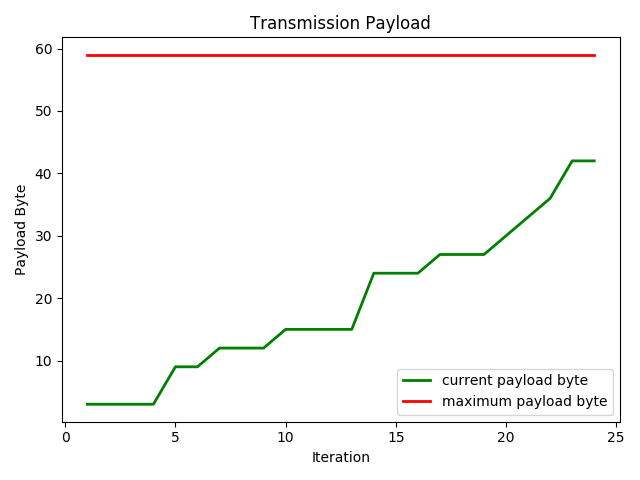 Transmission Payload
60
50
40
30
20
10
Payload Byte
current payload byte
maximum payload byte
0 5 10 15 20 25
Iteration